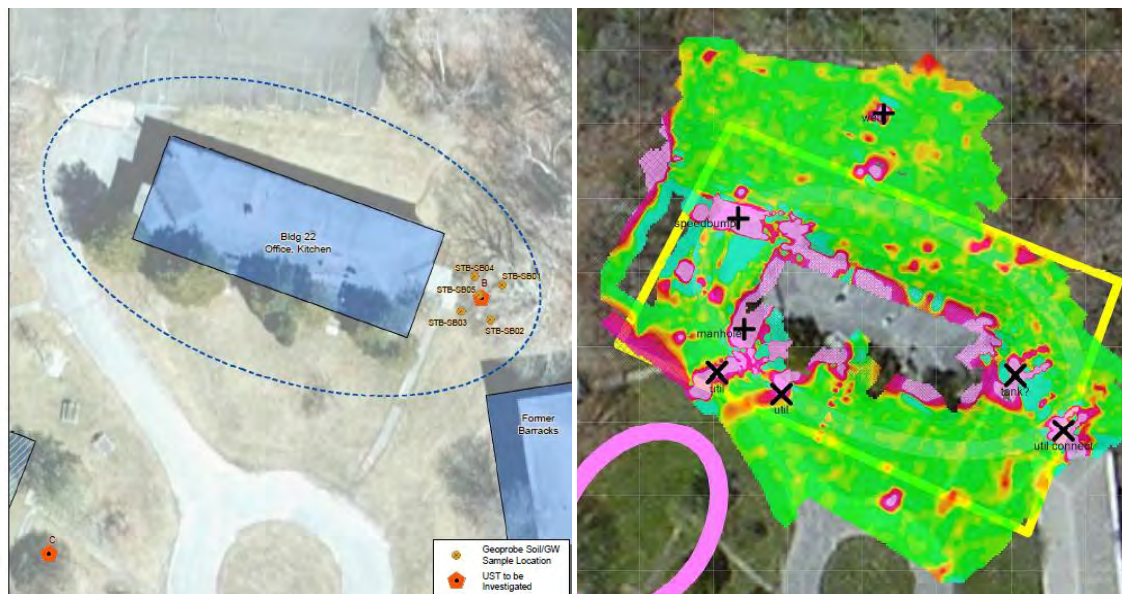 Bldg 22
Office, Kitchen
STB-SB04
STB-SB01
B
STB-SB05
STB-SB03
STB-SB02
Former
Barracks
C
Geoprobe Soil/GW
Sample Location
UST to be
Investigated
speedbump
manhole
util
util
tank?
util connect